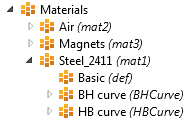 Materials
Air (mat2)
Magnets (mat3)
Steel_2411 (mat1)
Basic (def)
BH curve (BHCurve)
HB curve (HBCurve)